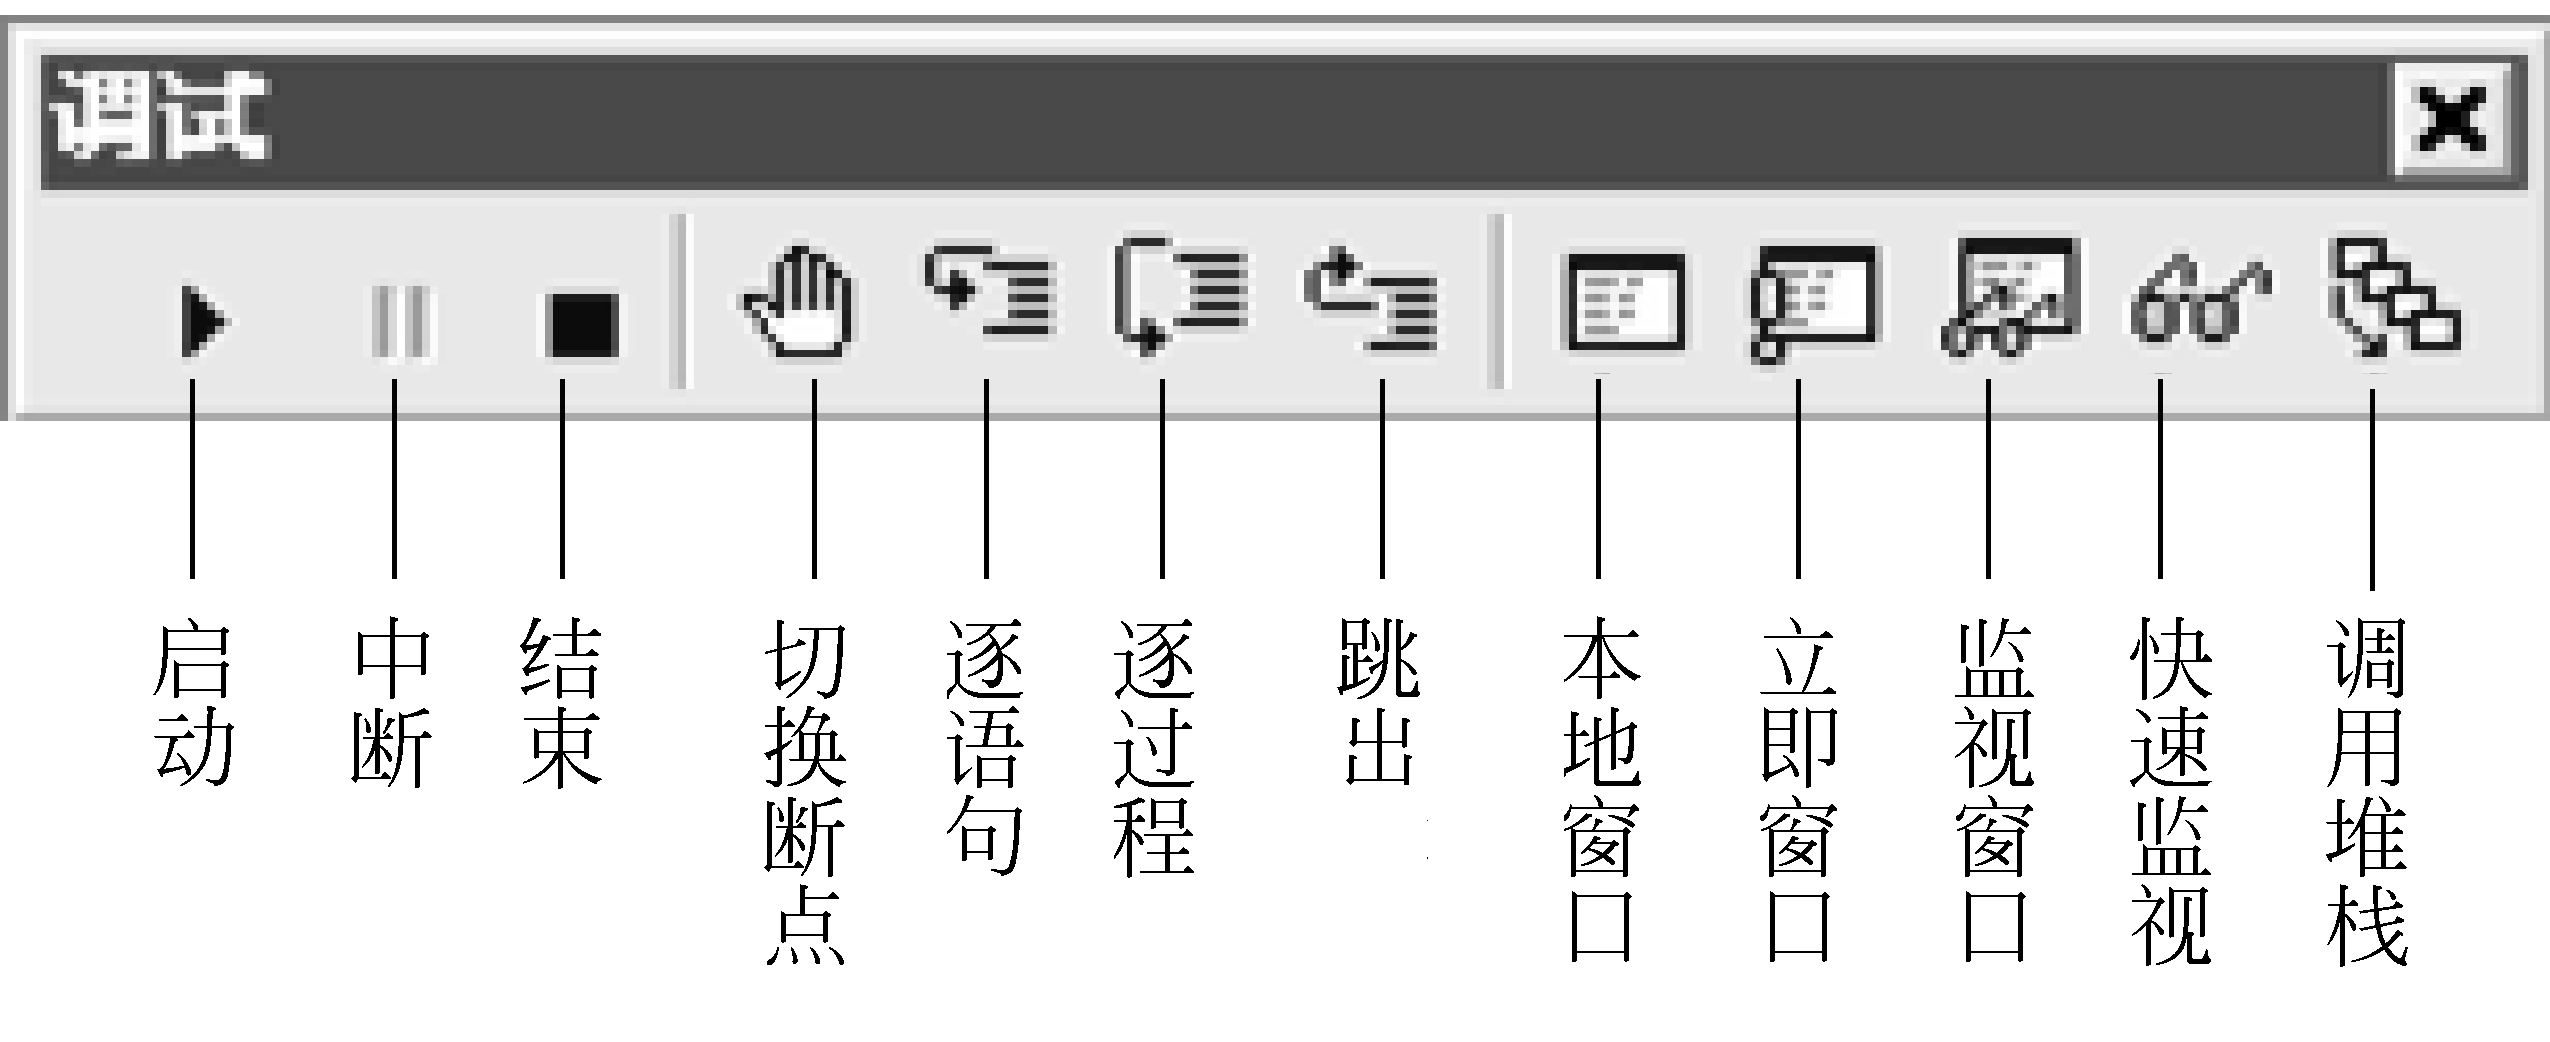 调试
启动
中断
结束
切换断点
逐语句
逐过程
跳出
本地窗口
立即窗口
监视窗口
快速监视
调用堆栈